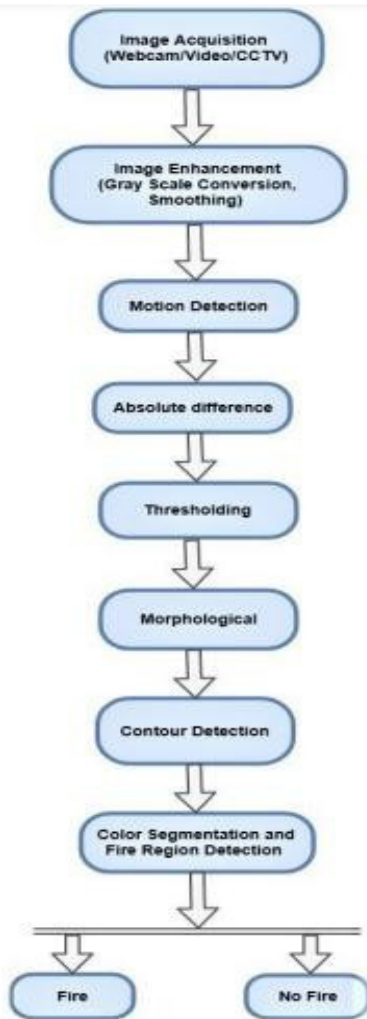 Image Acquisition
(Webcam/Video/CCTV)
Image Enhancement
(Gray Scale Conversion,
Smoothing)
Motion Detection
Absolute difference
Thresholding
Morphological
Contour Detection
Color Segmentation and
Fire Region Detection
Fire
No Fire